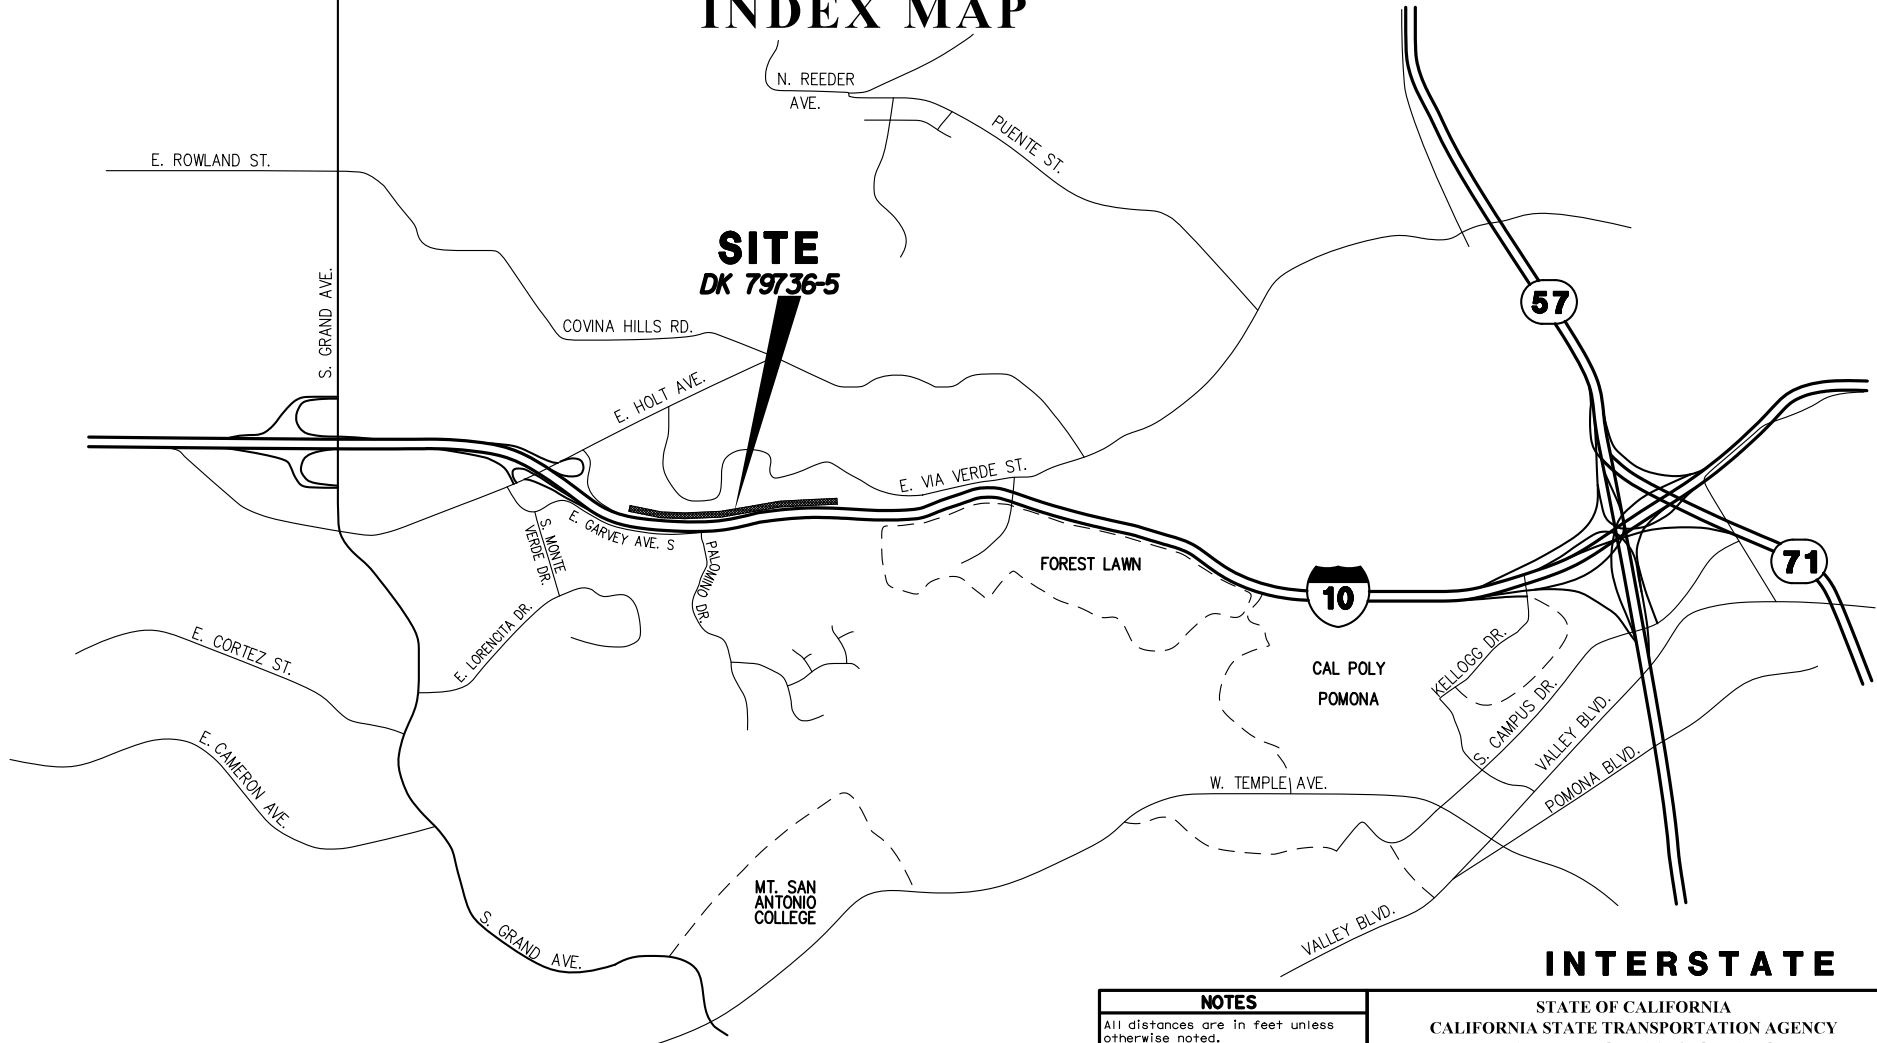 INDEX MAP
N. REEDER
AVE.
PUENTE ST.
E. ROWLAND ST.
SITE
DK 79736-5
S. GRAND AVE.
57
COVINA HILLS RD.
E. HOLT AVE.
E. VIA VERDE ST.
E. GARVEY AVE. S
S. MONTE
VERDE DR.
PALOMINO DR.
FOREST LAWN
71
10
E. LORENCITA DR.
E. CORTEZ ST.
CAL POLY
POMONA
KELLOGG DR.
S. CAMPUS DR.
VALLEY BLVD.
POMONA BLVD.
E. CAMERON AVE.
W. TEMPLE AVE.
MT. SAN
ANTONIO
COLLEGE
S. GRAND AVE.
VALLEY BLVD.
INTERSTATE
NOTES
All distances are in feet unless
otherwise noted.
STATE OF CALIFORNIA
CALIFORNIA STATE TRANSPORTATION AGENCY